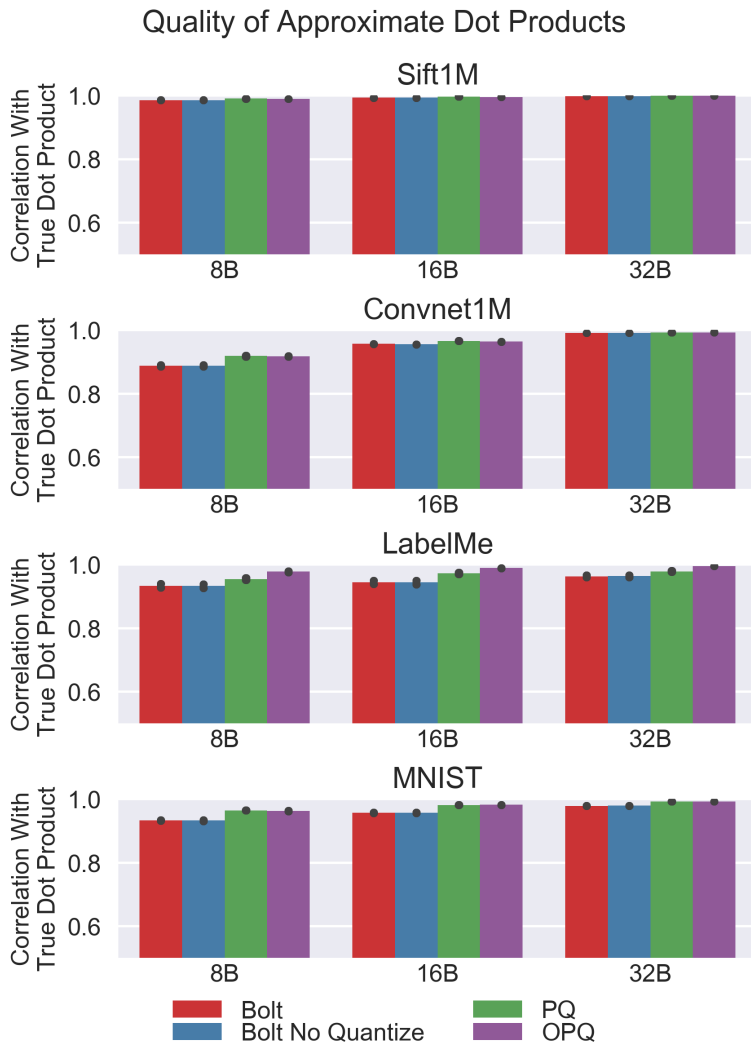 Quality of Approximate Dot Products
Sift1M
Correlation With
True Dot Product
1.0
0.8
0.6
8B 16B 32B
Convnet1M
Correlation With
True Dot Product
1.0
0.8
0.6
8B 16B 32B
LabelMe
Correlation With
True Dot Product
1.0
0.8
0.6
8B 16B 32B
MNIST
Correlation With
True Dot Product
1.0
0.8
0.6
8B 16B 32B
Bolt PQ
Bolt No Quantize OPQ